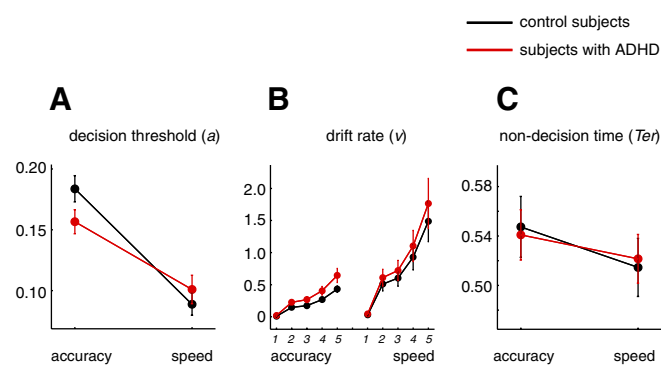 control subjects
subjects with ADHD
A
B
C
decision threshold (a)
drift rate (v)
non-decision time (Ter)
0.20
0.15
0.10
accuracy
speed
2.0
1.5
1.0
0.5
0
1 2 3 4 5 1 2 3 4 5
accuracy
speed
0.58
0.54
0.50
accuracy
speed